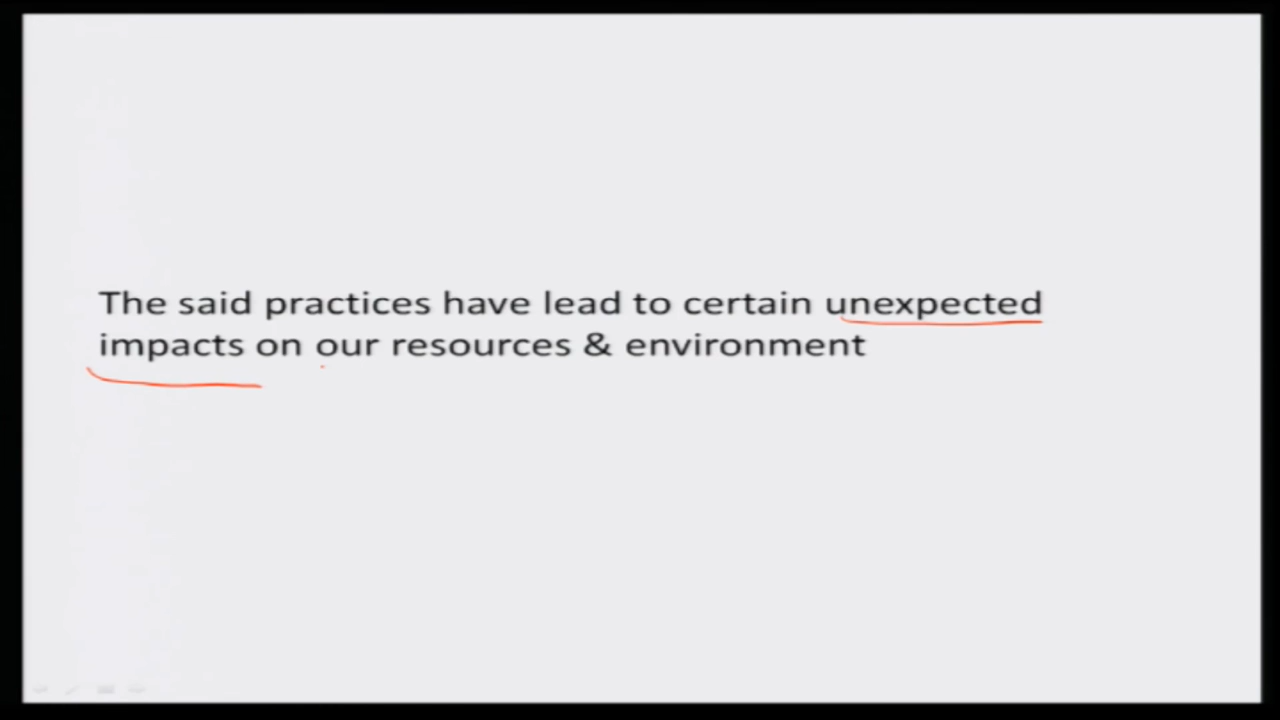 The said practices have lead to certain unexpected
impacts on our resources & environment